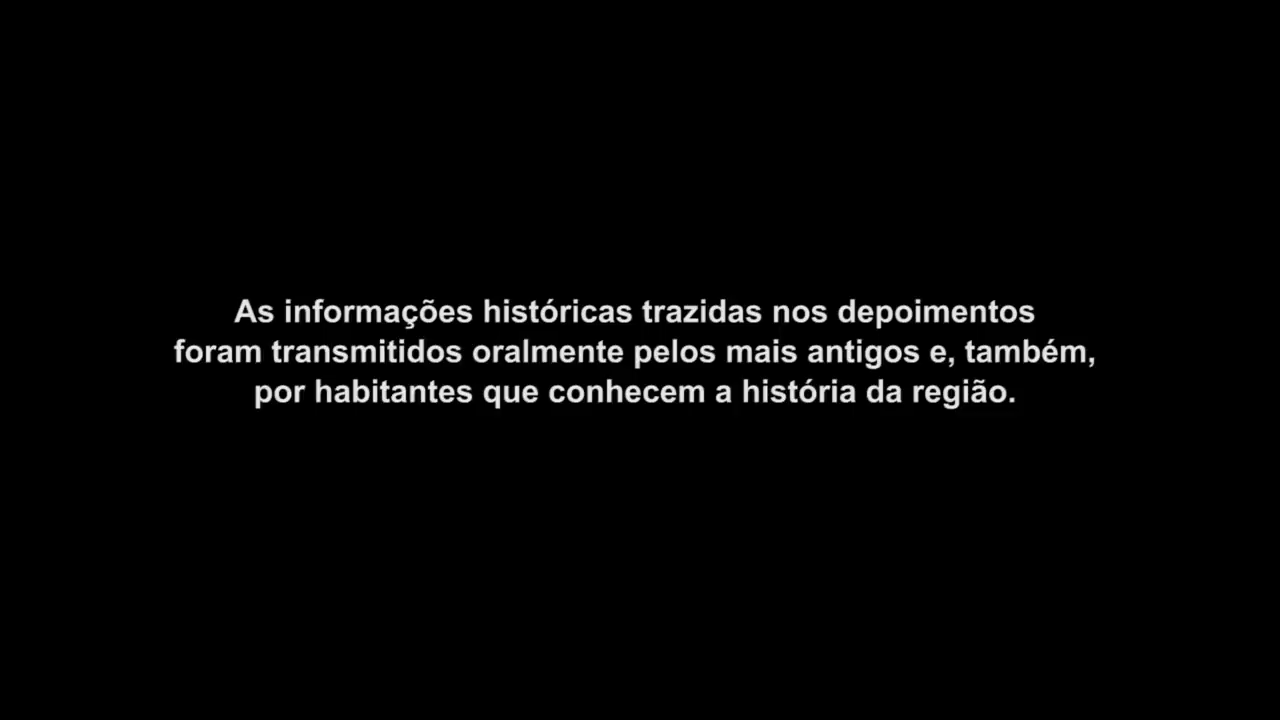 As informações históricas trazidas nos depoimentos
foram transmitidos oralmente pelos mais antigos e, também,
por habitantes que conhecem a história da região.